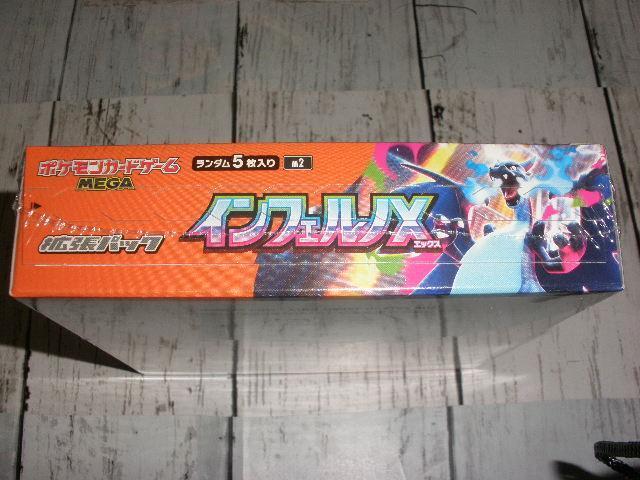 ポケモンカードゲーム
MEGA
ランダム5枚入り
m2
拡張パック
インフェルノX
エックス